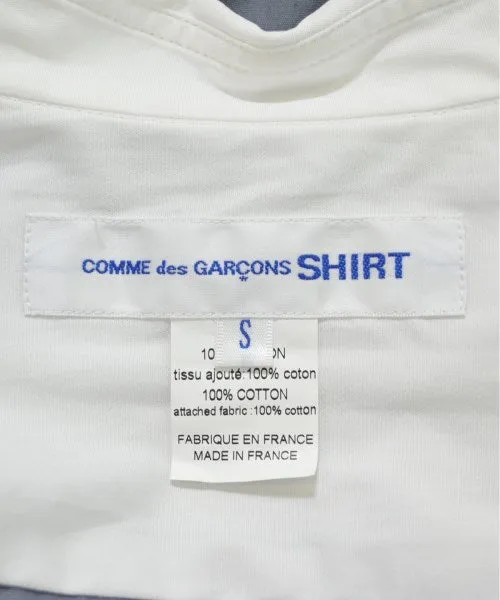 COMME des GARÇONS SHIRT
S
tissu ajouté:100% coton
100% COTTON
attached fabric :100% cotton
FABRIQUE EN FRANCE
MADE IN FRANCE